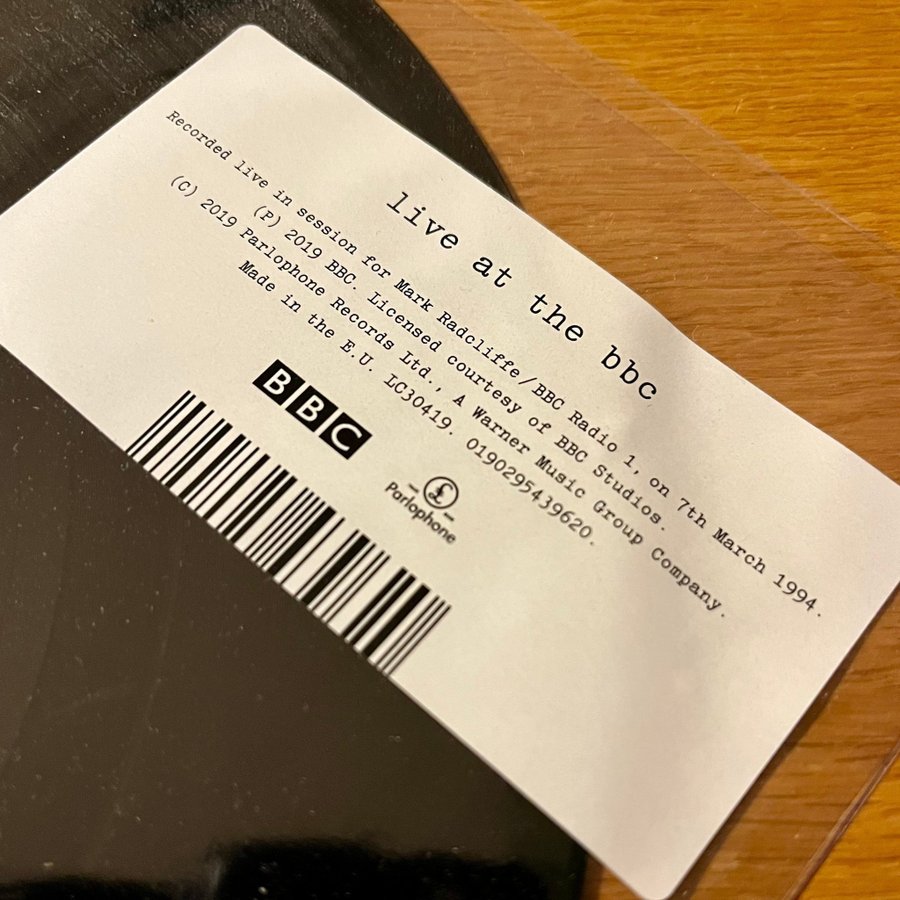 live at the bbc
Recorded live in session for Mark Radcliffe/BBC Radio 1, on 7th March 1994.
(P) 2019 BBC. Licensed courtesy of BBC Studios.
(C) 2019 Parlophone Records Ltd., A Warner Music Group Company.
Made in the E.U. LC30419. 0190295439620.
BBC
£
Parlophone